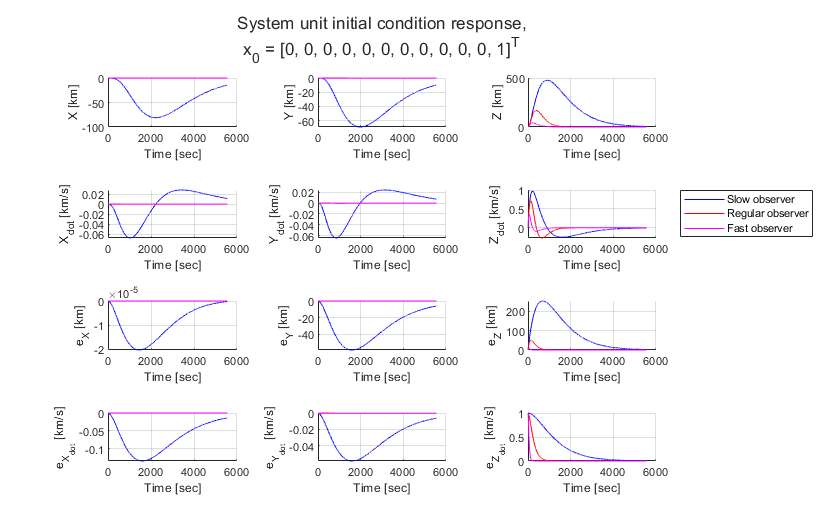 System unit initial condition response,
x0 = [0, 0, 0, 0, 0, 0, 0, 0, 0, 0, 0, 1]T
0
-50
-100
X [km]
0 2000 4000 6000
Time [sec]
0
-20
-40
-60
Y [km]
0 2000 4000 6000
Time [sec]
500
0
Z [km]
0 2000 4000 6000
Time [sec]
0.02
0
-0.02
-0.04
-0.06
Xdot [km/s]
0 2000 4000 6000
Time [sec]
0.02
0
-0.02
-0.04
-0.06
Ydot [km/s]
0 2000 4000 6000
Time [sec]
1
0.5
0
Zdot [km/s]
0 2000 4000 6000
Time [sec]
Slow observer
Regular observer
Fast observer
×10-5
0
-1
-2
eX [km/s]
0 2000 4000 6000
Time [sec]
0
-20
-40
eY [km/s]
0 2000 4000 6000
Time [sec]
200
100
0
eZ [km/s]
0 2000 4000 6000
Time [sec]
0
-0.05
-0.1
eXdot [km/s]
0 2000 4000 6000
Time [sec]
0
-0.02
-0.04
eYdot [km/s]
0 2000 4000 6000
Time [sec]
1
0.5
0
eZdot [km/s]
0 2000 4000 6000
Time [sec]